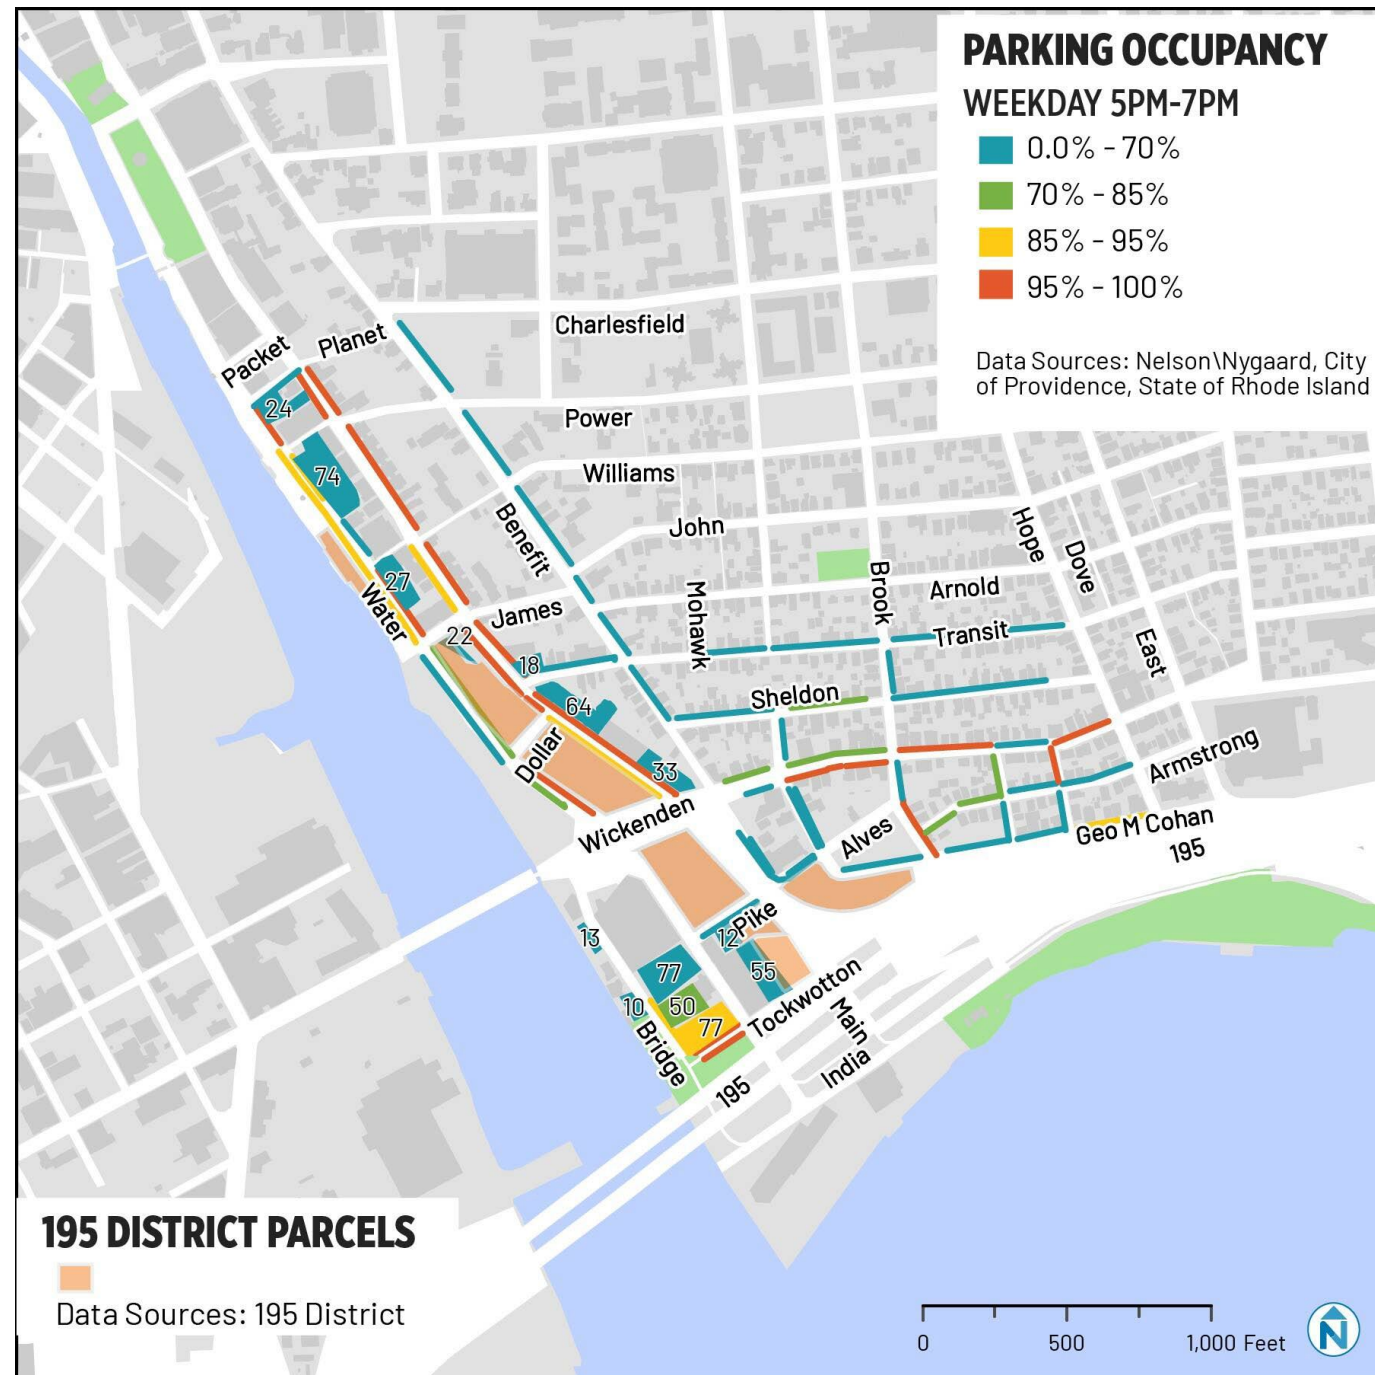 PARKING OCCUPANCY
WEEKDAY 5PM-7PM
0.0% - 70%
70% - 85%
85% - 95%
95% - 100%
Data Sources: Nelson\Nygaard, City
of Providence, State of Rhode Island
Packet
Planet
Charlesfield
24
Power
74
Williams
Benefit
John
Hope
Dove
27
Water
Mohawk
Brook
Arnold
James
22
Transit
East
18
Sheldon
64
Dollar
33
Armstrong
Wickenden
Alves
Geo M Cohan
195
Pike
13
12
77
55
10
50
77
Tockwotton
Bridge
Main
India
195
195 DISTRICT PARCELS
Data Sources: 195 District
0
500
1,000 Feet
N